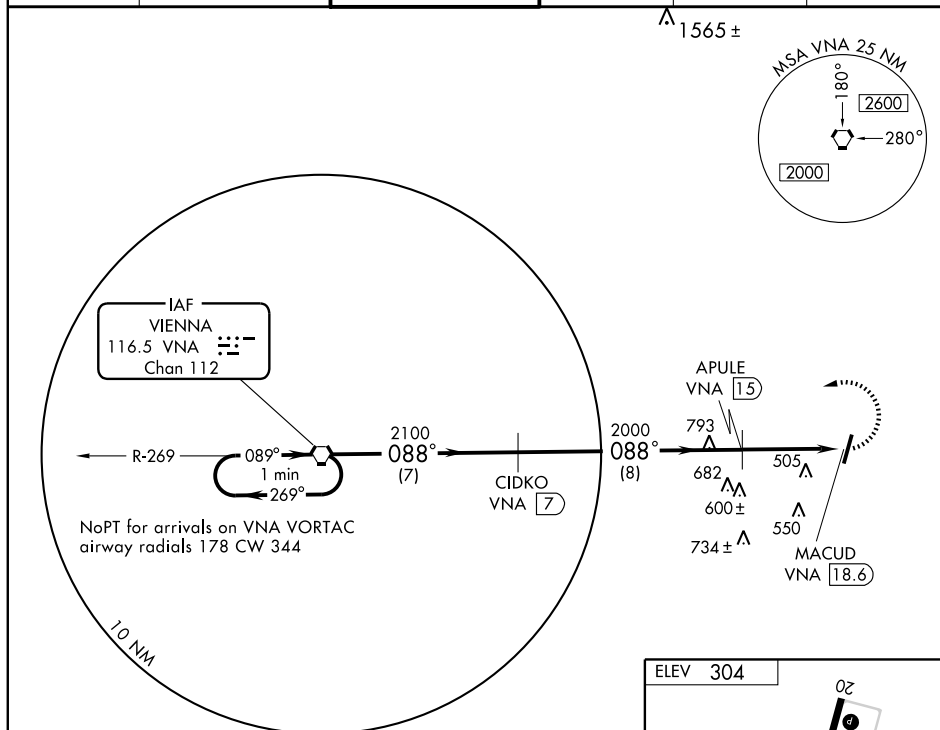 1565 ±
MSA VNA 25 NM
180°
2600
280°
2000
IAF
VIENNA
116.5 VNA
Chan 112
R-269
089°
1 min
269°
2100
088°
(7)
CIDKO
VNA 7
2000
088°
(8)
APULE
VNA 15
793
682
600 ±
734 ±
505
550
MACUD
VNA 18.6
NoPT for arrivals on VNA VORTAC
airway radials 178 CW 344
10 NM
ELEV 304
20
P